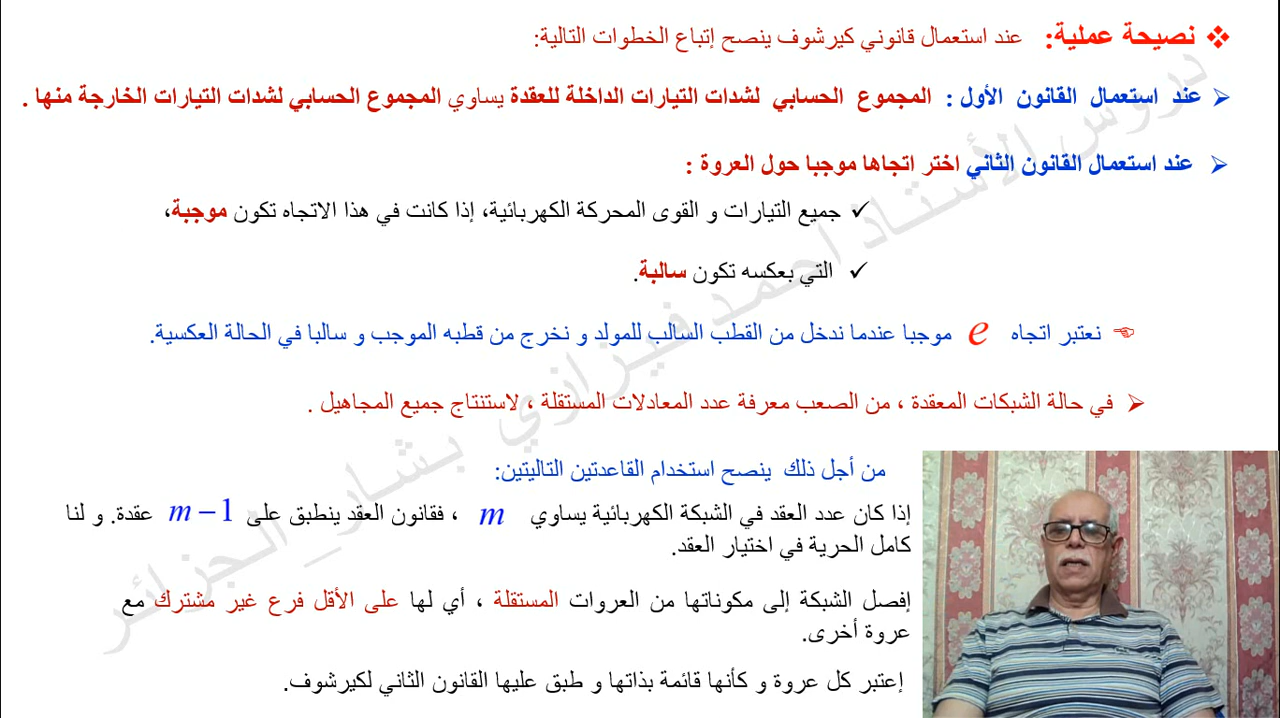 ❖ نصيحة عملية: عند استعمال قانوني كيرشوف ينصح إتباع الخطوات التالية:
➢ عند استعمال القانون الأول : المجموع الحسابي لشدات التيارات الداخلة للعقدة يساوي المجموع الحسابي لشدات التيارات الخارجة منها .
➢ عند استعمال القانون الثاني اختر اتجاها موجبا حول العروة :
✓ جميع التيارات و القوى المحركة الكهربائية، إذا كانت في هذا الاتجاه تكون موجبة،
✓ التي بعكسه تكون سالبة.
☜ نعتبر اتجاه e موجبا عندما ندخل من القطب السالب للمولد و نخرج من قطبه الموجب و سالبا في الحالة العكسية.
➢ في حالة الشبكات المعقدة ، من الصعب معرفة عدد المعادلات المستقلة ، لاستنتاج جميع المجاهيل .
من أجل ذلك ينصح استخدام القاعدتين التاليتين:
إذا كان عدد العقد في الشبكة الكهربائية يساوي m ، فقانون العقد ينطبق على m – 1 عقدة. و لنا
كامل الحرية في اختيار العقد.
إفصل الشبكة إلى مكوناتها من العروات المستقلة ، أي لها على الأقل فرع غير مشترك مع
عروة أخرى.
إعتبر كل عروة و كأنها قائمة بذاتها و طبق عليها القانون الثاني لكيرشوف.
دروس الأستاذ احمد فيزازي بشار_الجزائر